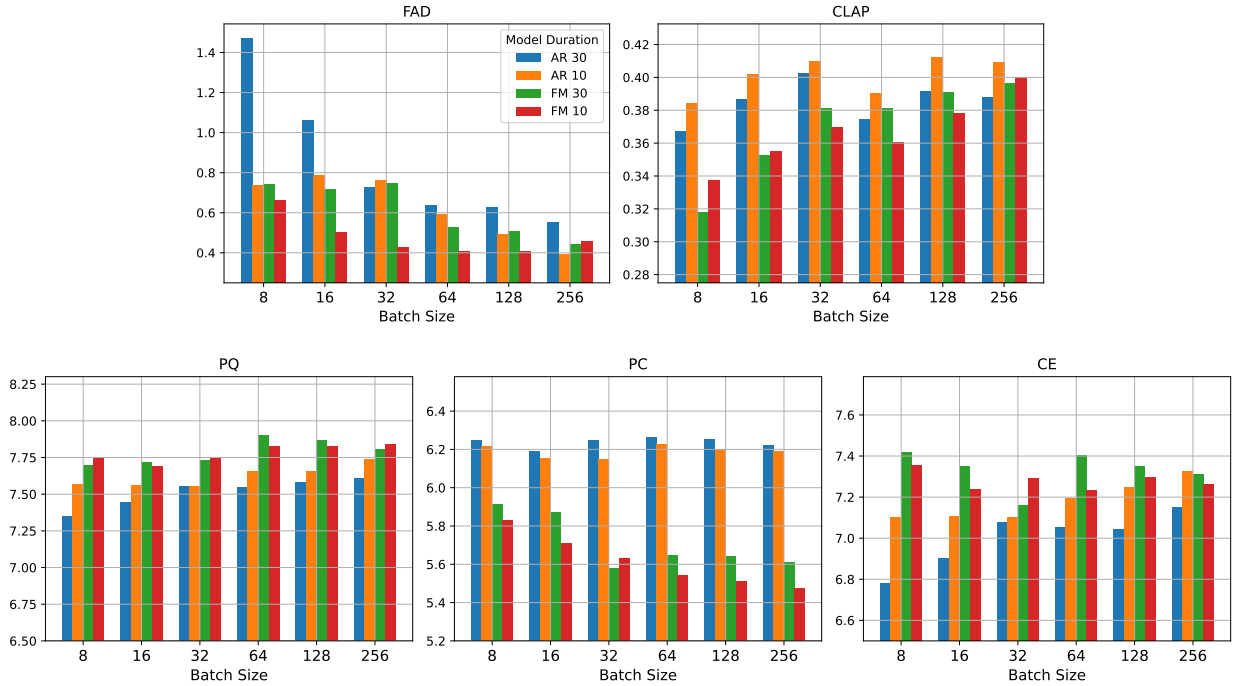 FAD
1.4
1.2
1.0
0.8
0.6
0.4
Model Duration
AR 30
AR 10
FM 30
FM 10
8 16 32 64 128 256
Batch Size
CLAP
0.42
0.40
0.38
0.36
0.34
0.32
0.30
0.28
8 16 32 64 128 256
Batch Size
PQ
8.25
8.00
7.75
7.50
7.25
7.00
6.75
6.50
8 16 32 64 128 256
Batch Size
PC
6.4
6.2
6.0
5.8
5.6
5.4
5.2
8 16 32 64 128 256
Batch Size
CE
7.6
7.4
7.2
7.0
6.8
6.6
8 16 32 64 128 256
Batch Size